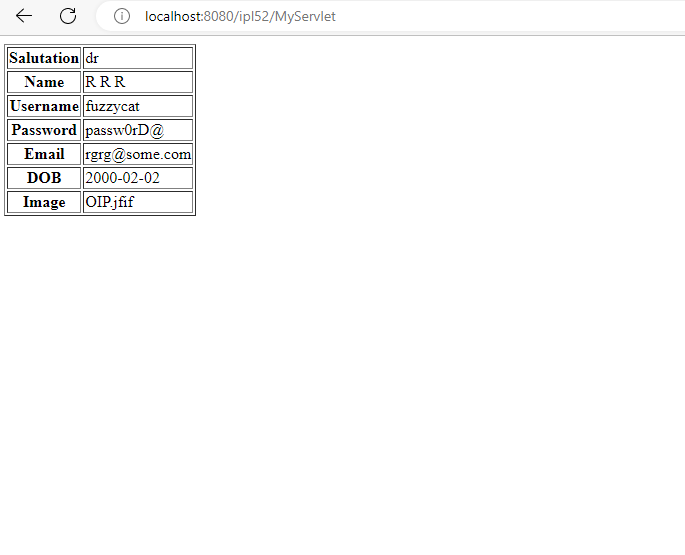 localhost:8080/ipl52/MyServlet
Salutation dr
Name R R R
Username fuzzycat
Password passw0rD@
Email rgrg@some.com
DOB 2000-02-02
Image OIP.jfif